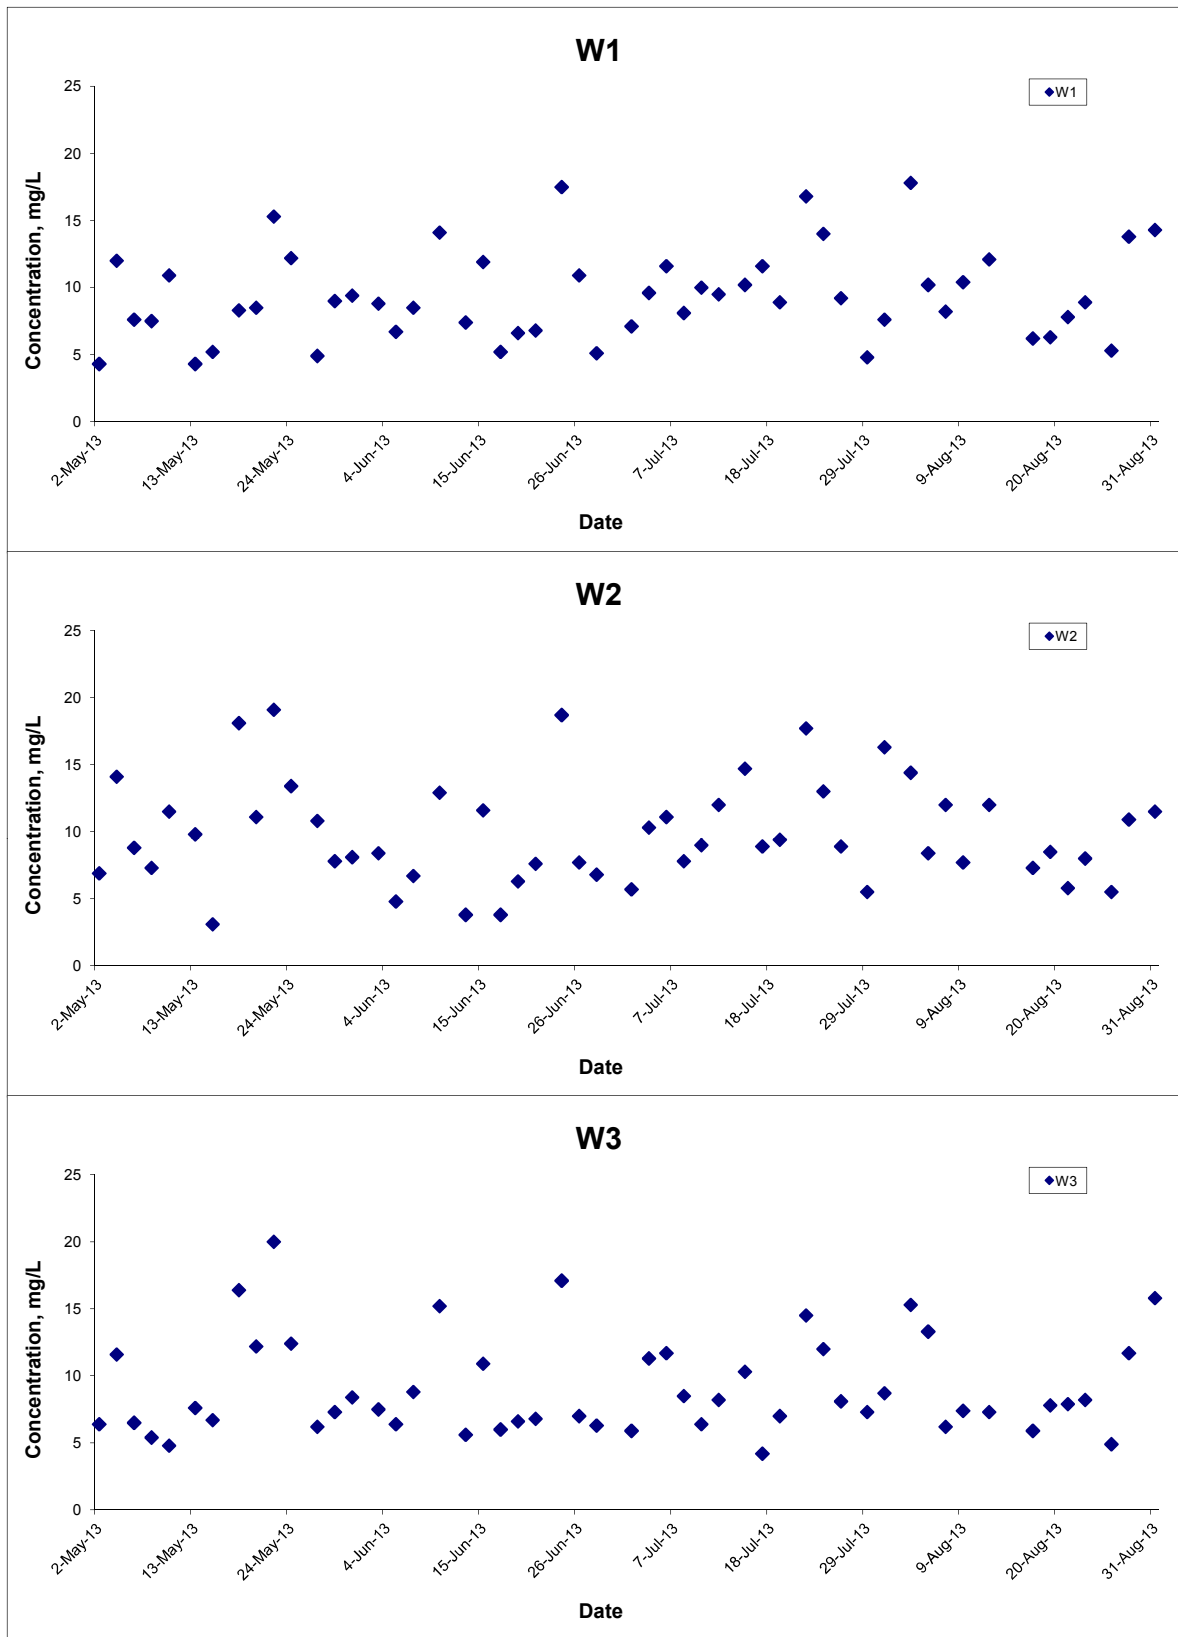 W1
W1
Concentration, mg/L
25
20
15
10
5
0
2-May-13
13-May-13
24-May-13
4-Jun-13
15-Jun-13
26-Jun-13
7-Jul-13
18-Jul-13
29-Jul-13
9-Aug-13
20-Aug-13
31-Aug-13
Date
W2
W2
Concentration, mg/L
25
20
15
10
5
0
2-May-13
13-May-13
24-May-13
4-Jun-13
15-Jun-13
26-Jun-13
7-Jul-13
18-Jul-13
29-Jul-13
9-Aug-13
20-Aug-13
31-Aug-13
Date
W3
W3
Concentration, mg/L
25
20
15
10
5
0
2-May-13
13-May-13
24-May-13
4-Jun-13
15-Jun-13
26-Jun-13
7-Jul-13
18-Jul-13
29-Jul-13
9-Aug-13
20-Aug-13
31-Aug-13
Date